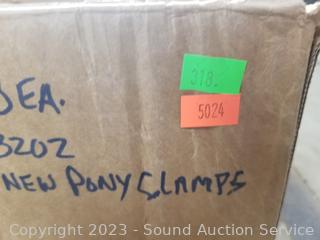 318.
5024
EA.
3202
NEW PONY CLAMPS
Copyright 2023 - Sound Auction Service